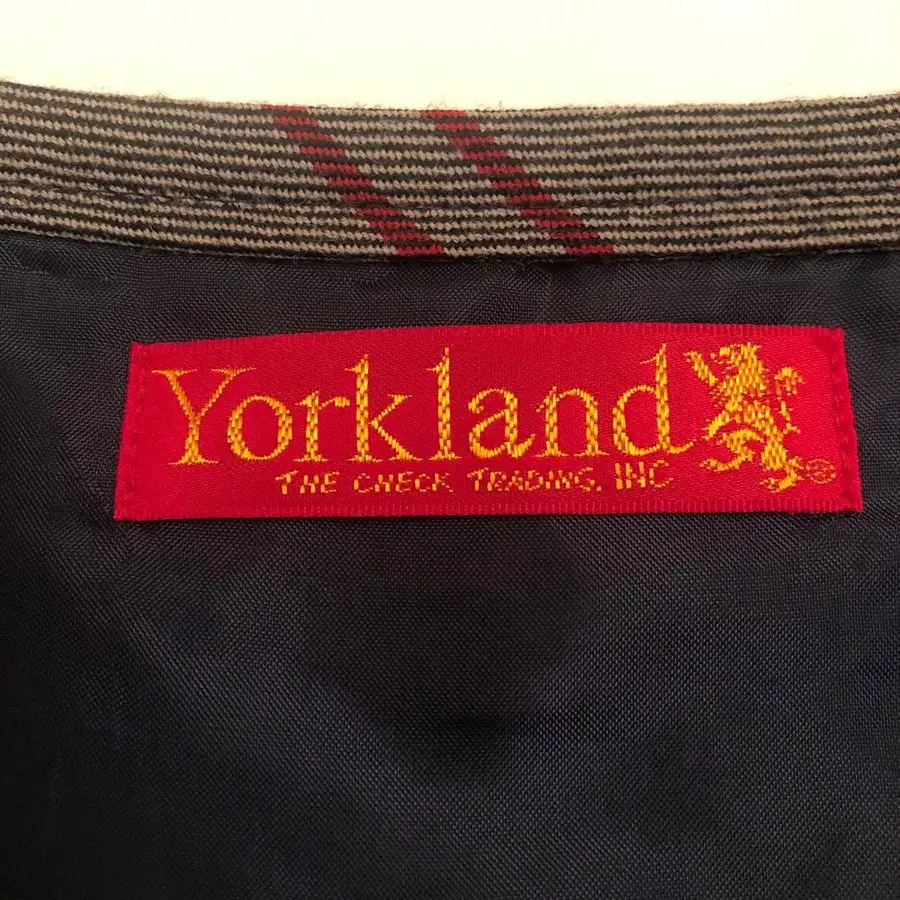 Yorkland
THE CHECK TRADING, INC
®